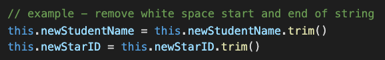 // example - remove white space start and end of string
this.newStudentName = this.newStudentName.trim()
this.newStarID = this.newStarID.trim()